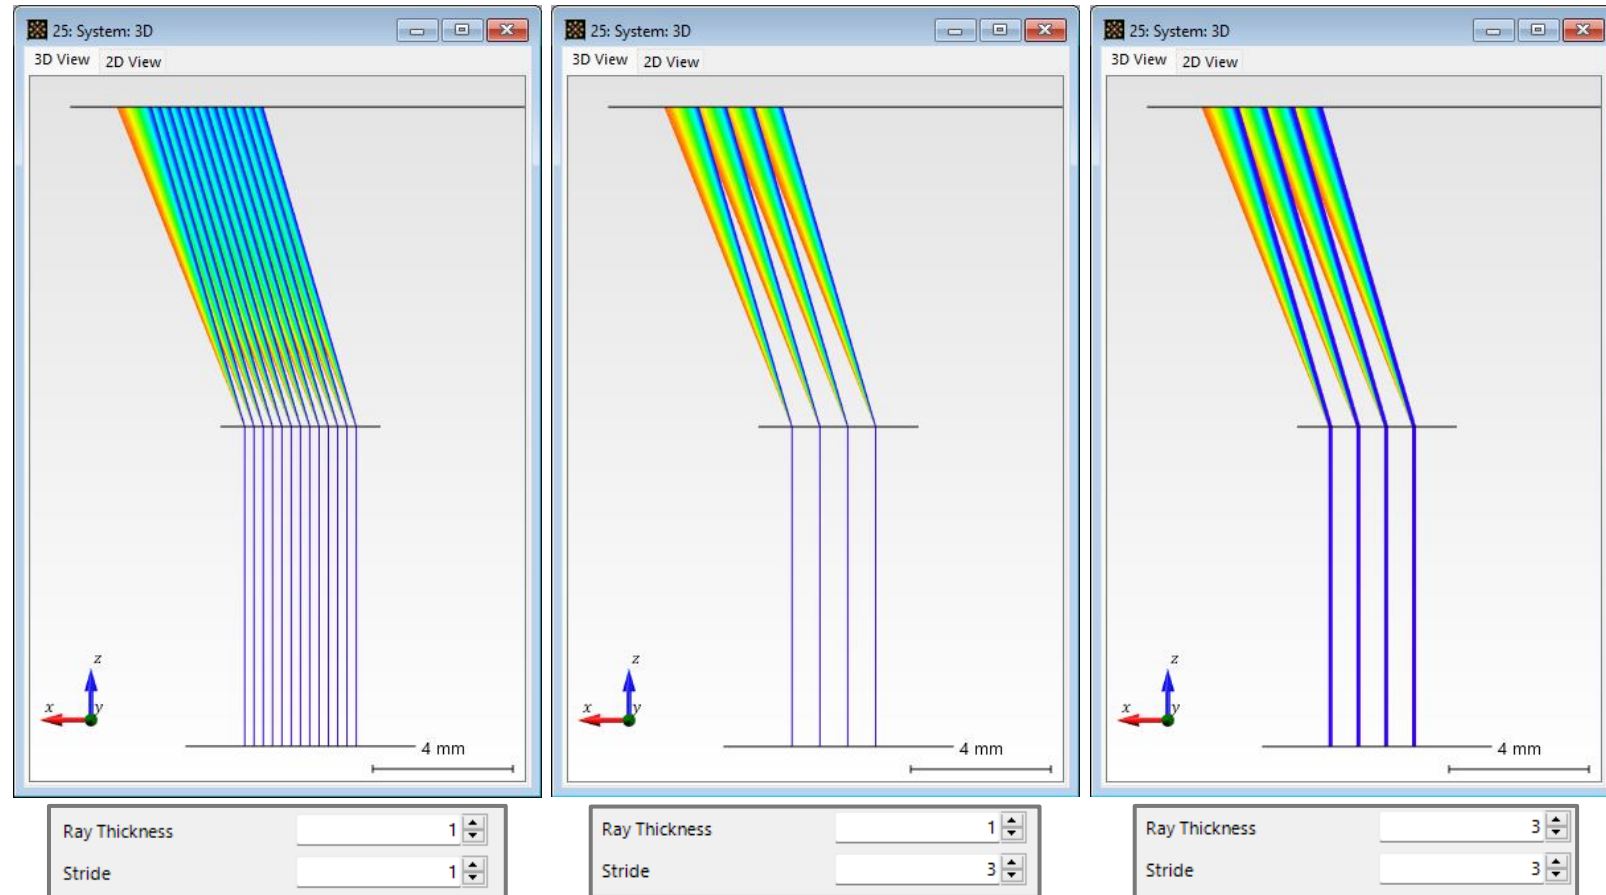 25: System: 3D
3D View 2D View
z
x
y
4 mm
Ray Thickness 1
Stride 1
25: System: 3D
3D View 2D View
z
x
y
4 mm
Ray Thickness 1
Stride 3
25: System: 3D
3D View 2D View
z
x
y
4 mm
Ray Thickness 3
Stride 3